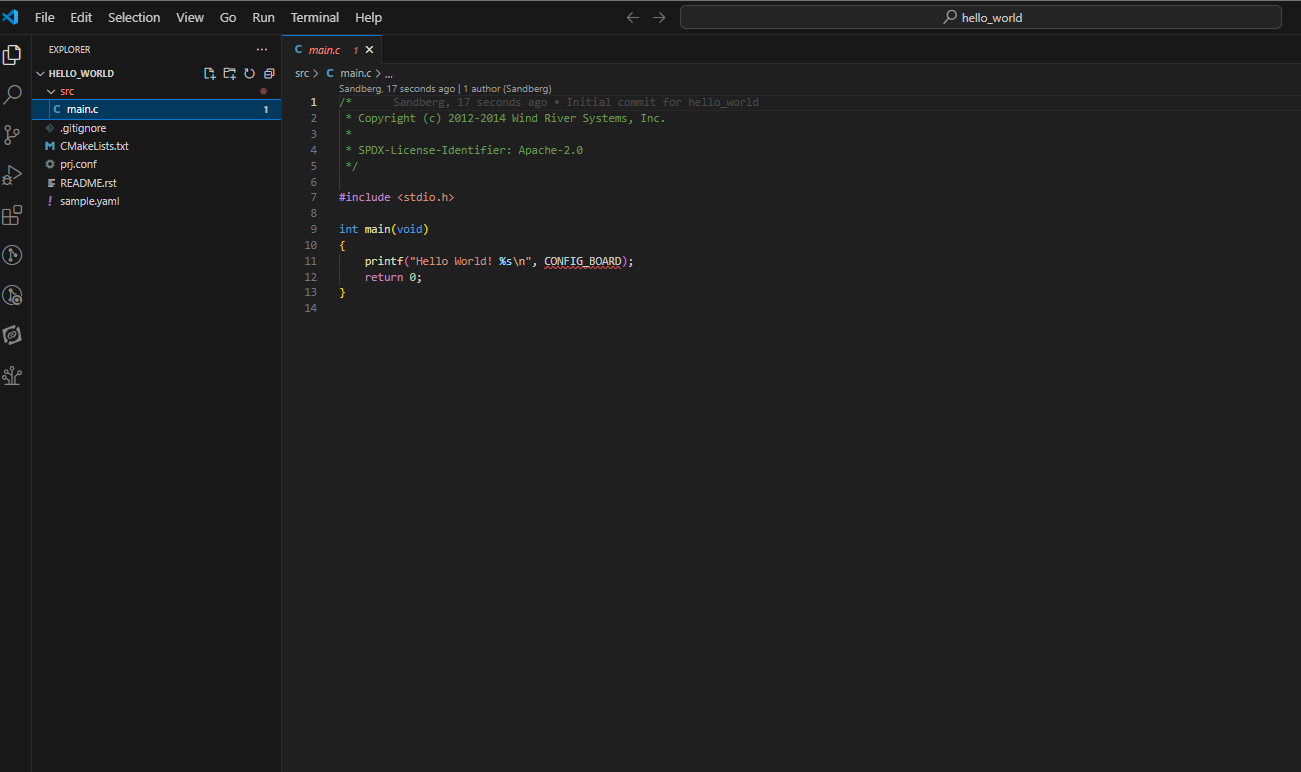 File Edit Selection View Go Run Terminal Help
hello_world
EXPLORER ...
HELLO_WORLD
src
C main.c 1
.gitignore
M CMakeLists.txt
prj.conf
README.rst
! sample.yaml
C main.c 1
src > C main.c > ...
Sandberg, 17 seconds ago | 1 author (Sandberg)
1 /* Sandberg, 17 seconds ago • Initial commit for hello_world
2 * Copyright (c) 2012-2014 Wind River Systems, Inc.
3 *
4 * SPDX-License-Identifier: Apache-2.0
5 */
6
7 #include <stdio.h>
8
9 int main(void)
10 {
11 printf("Hello World! %s\n", CONFIG_BOARD);
12 return 0;
13 }
14